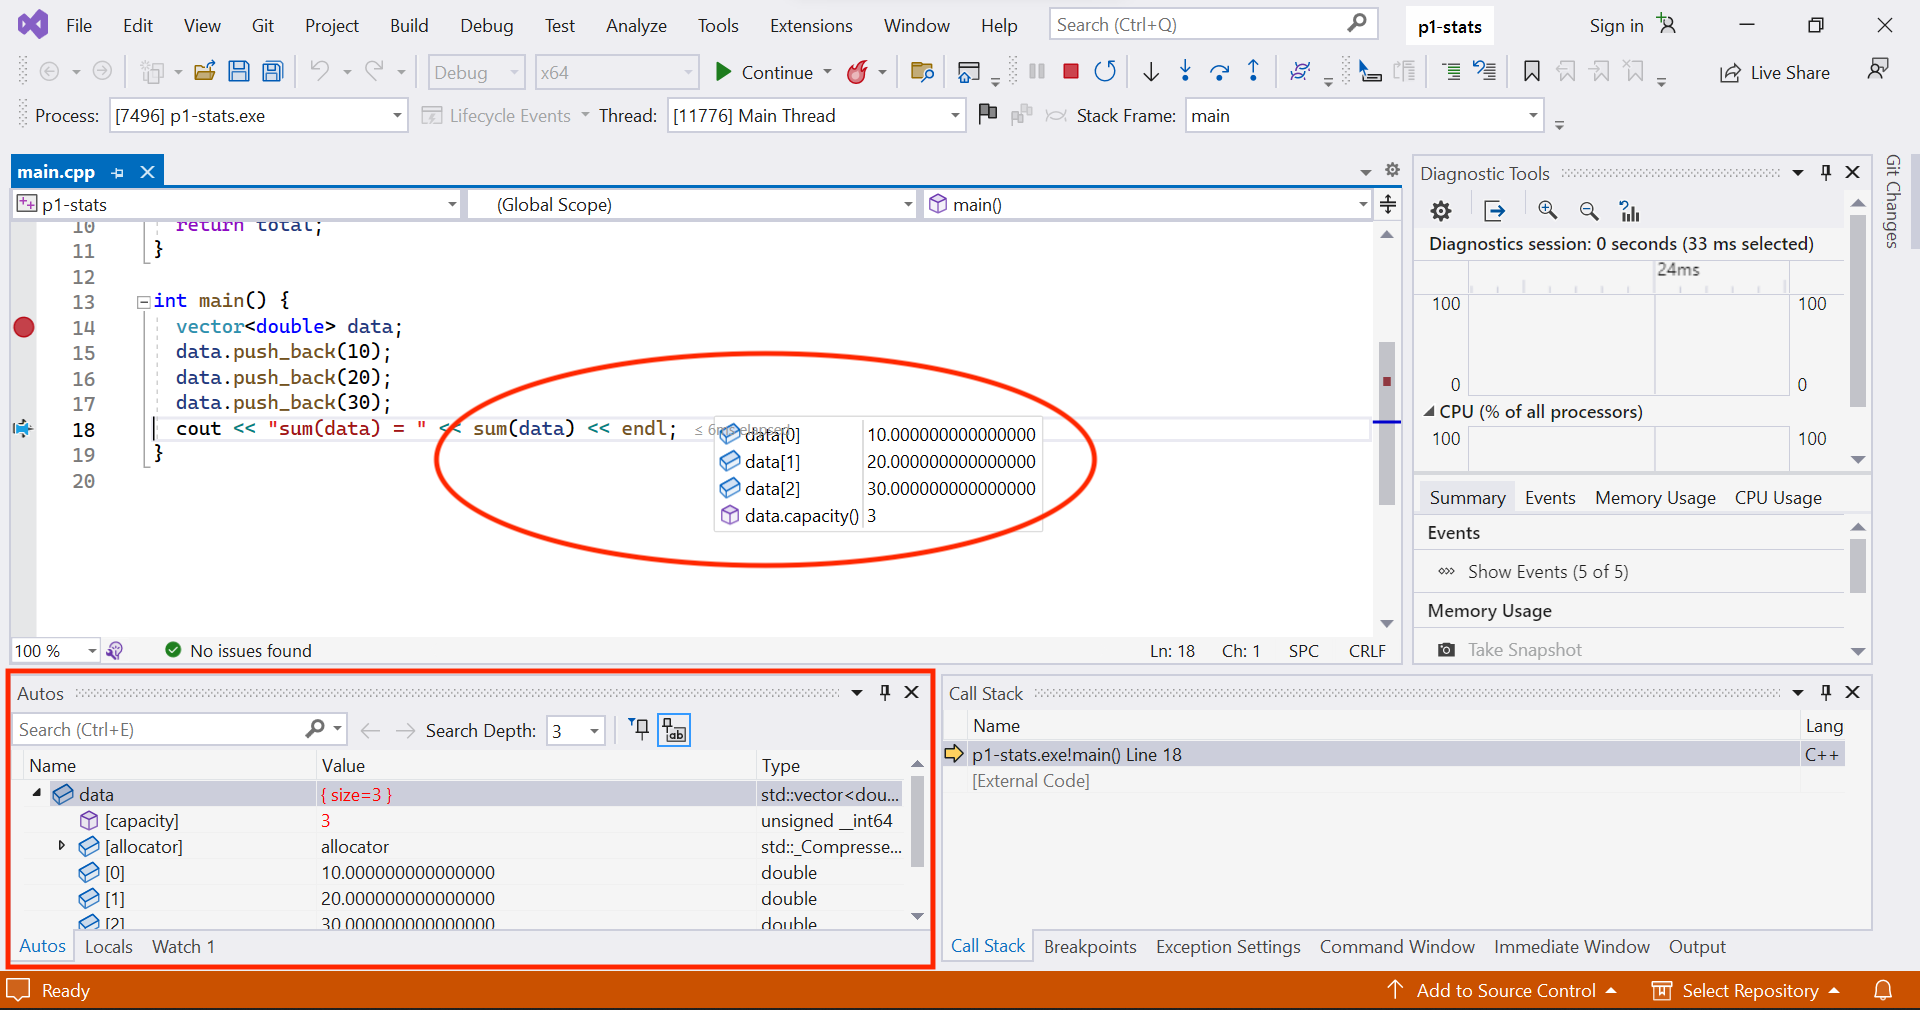 File Edit View Git Project Build Debug Test Analyze Tools Extensions Window Help Search (Ctrl+Q) p1-stats Sign in
Debug x64 Continue Live Share
Process: [7496] p1-stats.exe Lifecycle Events Thread: [11776] Main Thread Stack Frame: main
main.cpp
p1-stats (Global Scope) main()
10 return total;
11 }
12
13 int main() {
14 vector<double> data;
15 data.push_back(10);
16 data.push_back(20);
17 data.push_back(30);
18 cout << "sum(data) = " << sum(data) << endl; ≤ 6ms elapsed
19 }
20
data[0] 10.000000000000000
data[1] 20.000000000000000
data[2] 30.000000000000000
data.capacity() 3
100 % No issues found Ln: 18 Ch: 1 SPC CRLF
Diagnostic Tools
Diagnostics session: 0 seconds (33 ms selected)
24ms
100 100
0 0
CPU (% of all processors)
100 100
Summary Events Memory Usage CPU Usage
Events
Show Events (5 of 5)
Memory Usage
Take Snapshot
Git Changes
Autos
Search (Ctrl+E) Search Depth: 3
Name Value Type
data { size=3 } std::vector<dou...
[capacity] 3 unsigned __int64
[allocator] allocator std::_Compresse...
[0] 10.000000000000000 double
[1] 20.000000000000000 double
[2] 30.000000000000000 double
Autos Locals Watch 1
Call Stack
Name Lang
p1-stats.exe!main() Line 18 C++
[External Code]
Call Stack Breakpoints Exception Settings Command Window Immediate Window Output
Ready Add to Source Control Select Repository